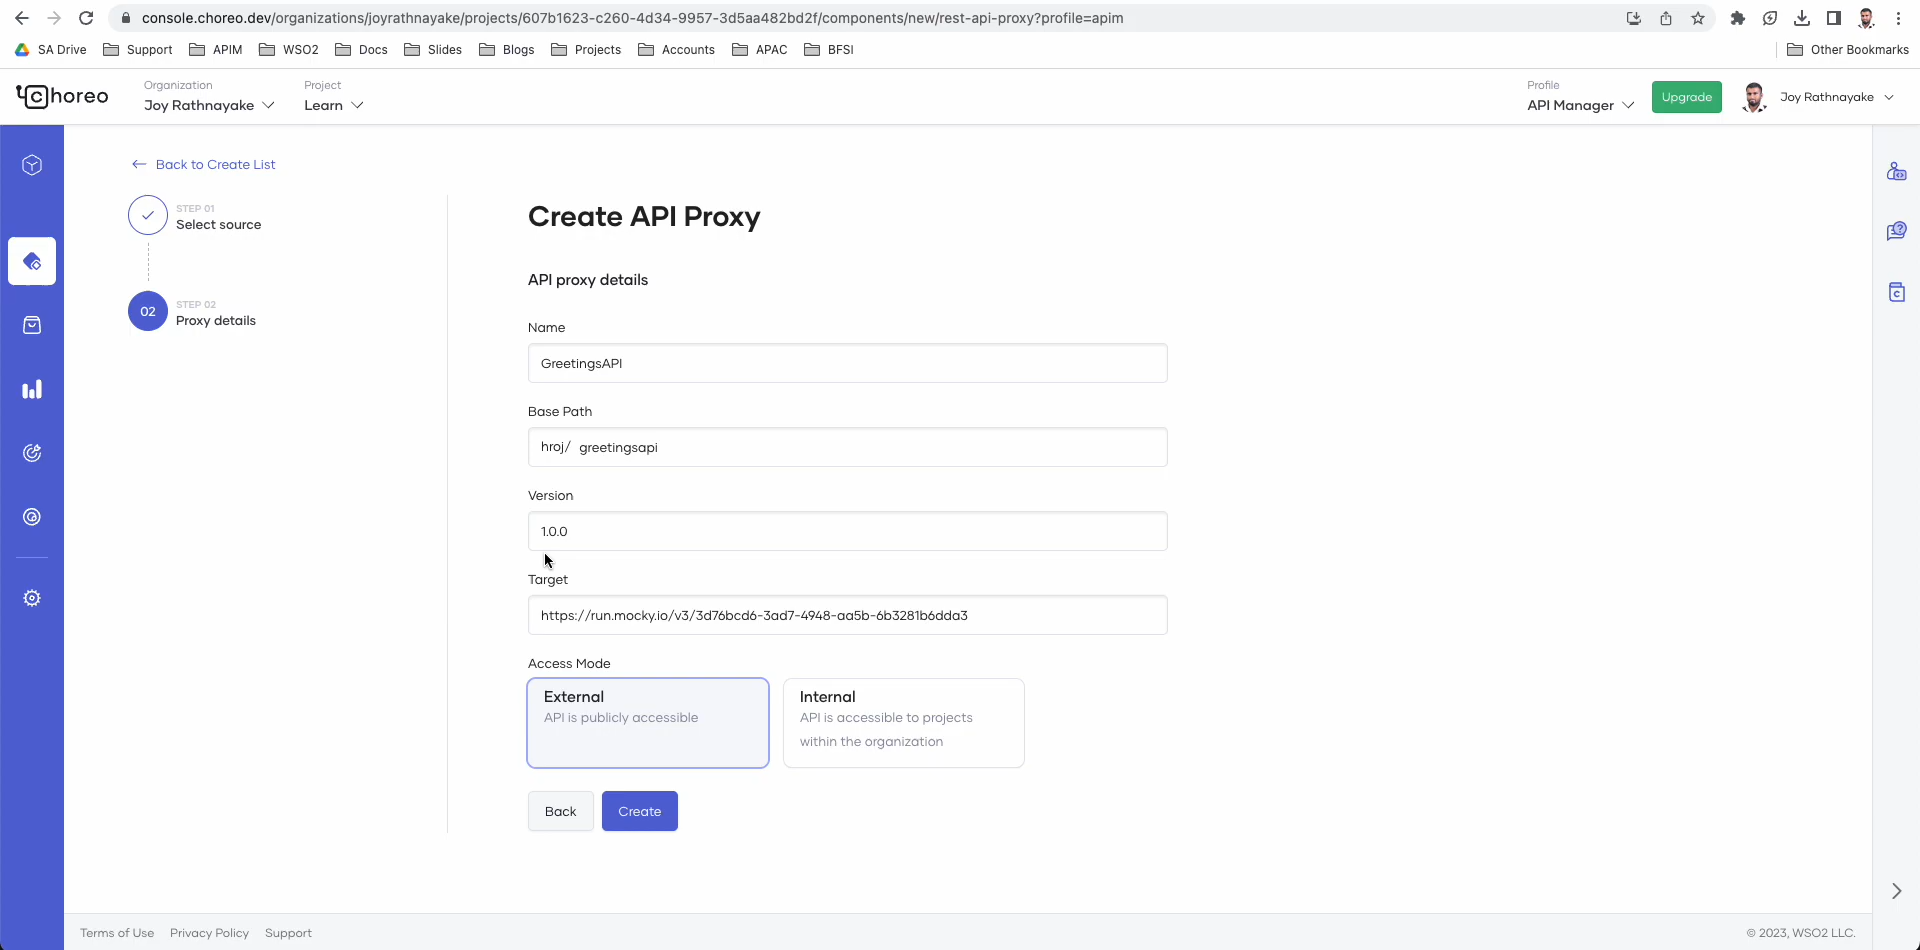 console.choreo.dev/organizations/joyrathnayake/projects/607b1623-c260-4d34-9957-3d5aa482bd2f/components/new/rest-api-proxy?profile=apim
SA Drive Support APIM WSO2 Docs Slides Blogs Projects Accounts APAC BFSI Other Bookmarks
Choreo
Organization
Joy Rathnayake
Project
Learn
Profile
API Manager
Upgrade
Joy Rathnayake
Back to Create List
STEP 01
Select source
02
STEP 02
Proxy details
Create API Proxy
API proxy details
Name
GreetingsAPI
Base Path
hroj/ greetingsapi
Version
1.0.0
Target
https://run.mocky.io/v3/3d76bcd6-3ad7-4948-aa5b-6b3281b6dda3
Access Mode
External
API is publicly accessible
Internal
API is accessible to projects
within the organization
Back Create
Terms of Use Privacy Policy Support
© 2023, WSO2 LLC.